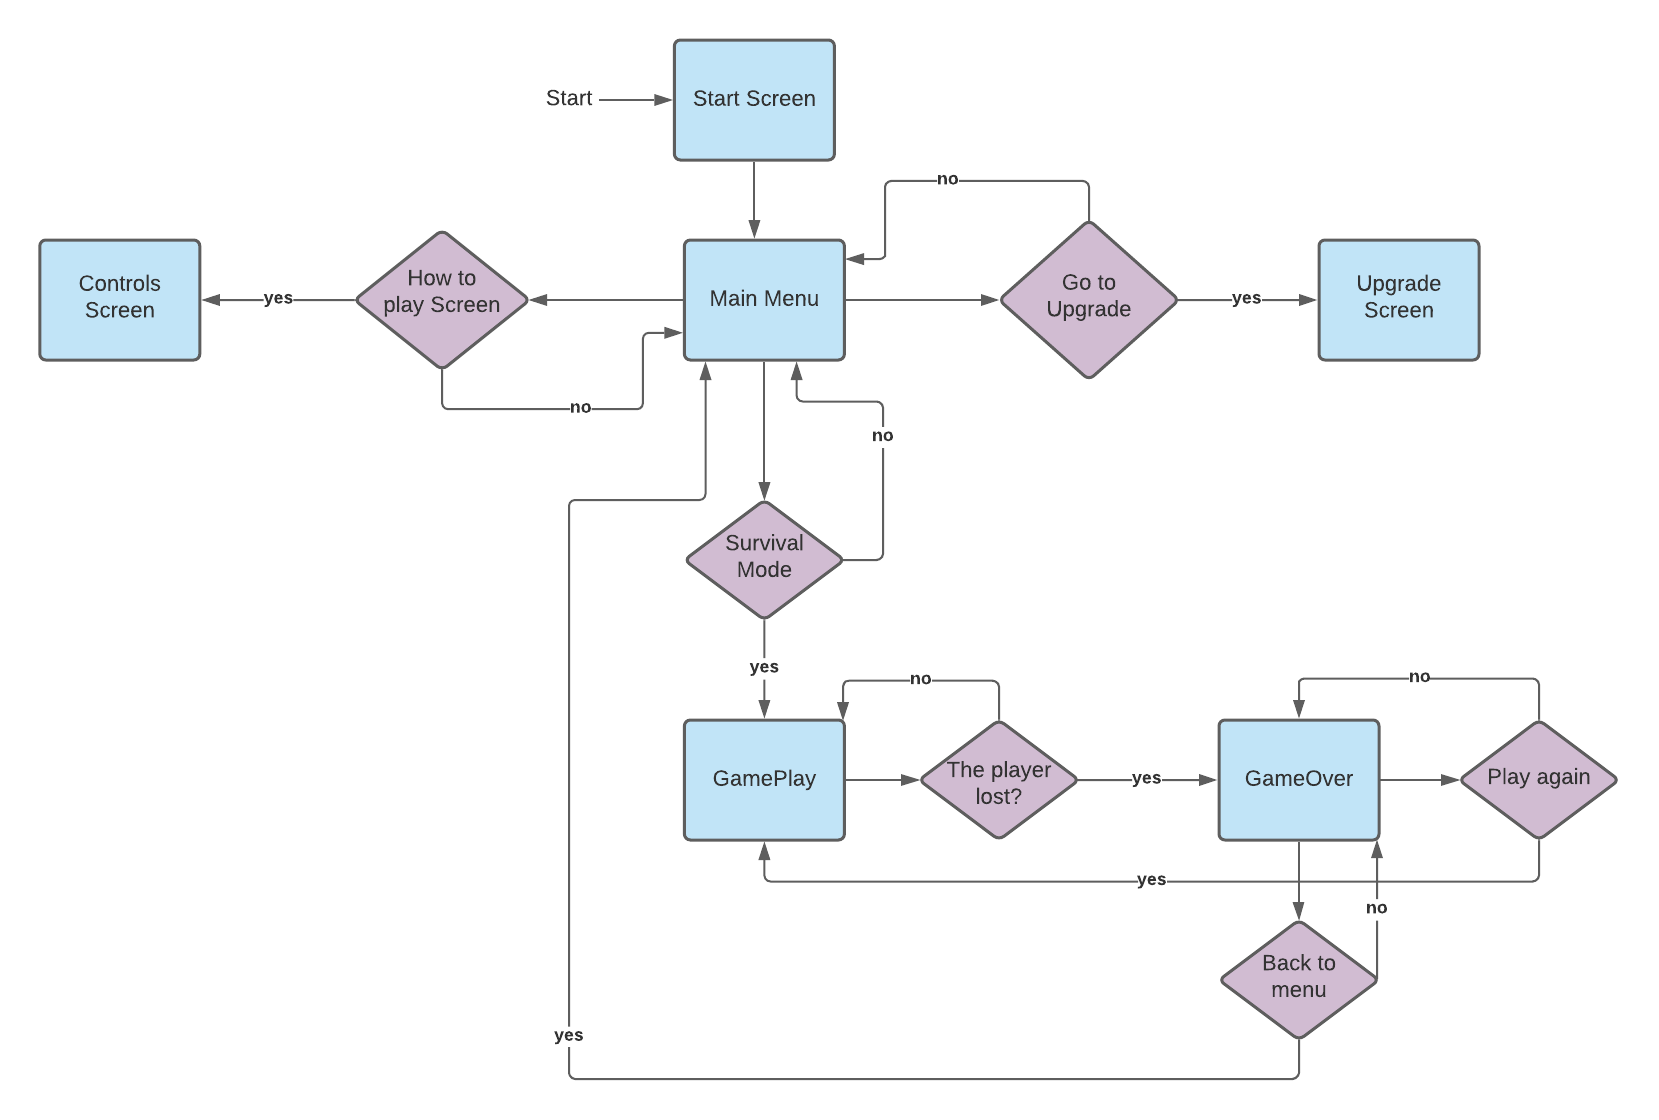 Start
Start Screen
no
Controls
Screen
yes
How to
play Screen
Main Menu
Go to
Upgrade
yes
Upgrade
Screen
no
no
Survival
Mode
yes
no
no
GamePlay
The player
lost?
yes
GameOver
Play again
yes
no
Back to
menu
yes